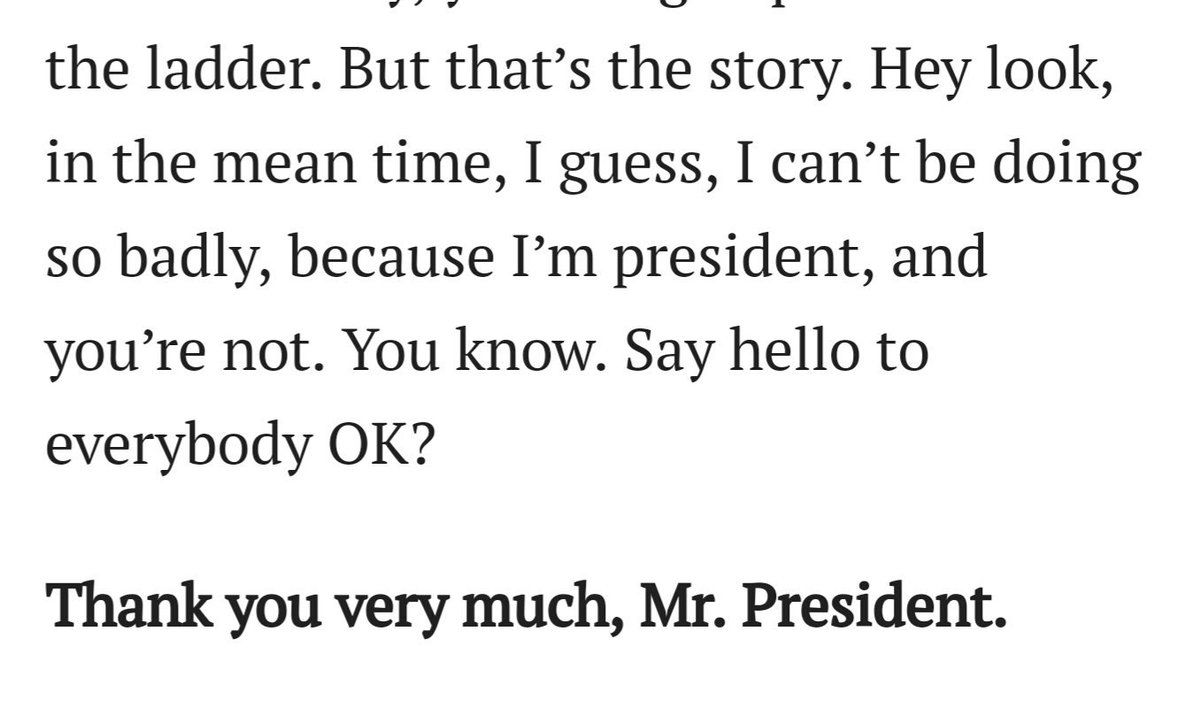 the ladder. But that’s the story. Hey look,
in the mean time, I guess, I can’t be doing
so badly, because I’m president, and
you’re not. You know. Say hello to
everybody OK?
Thank you very much, Mr. President.